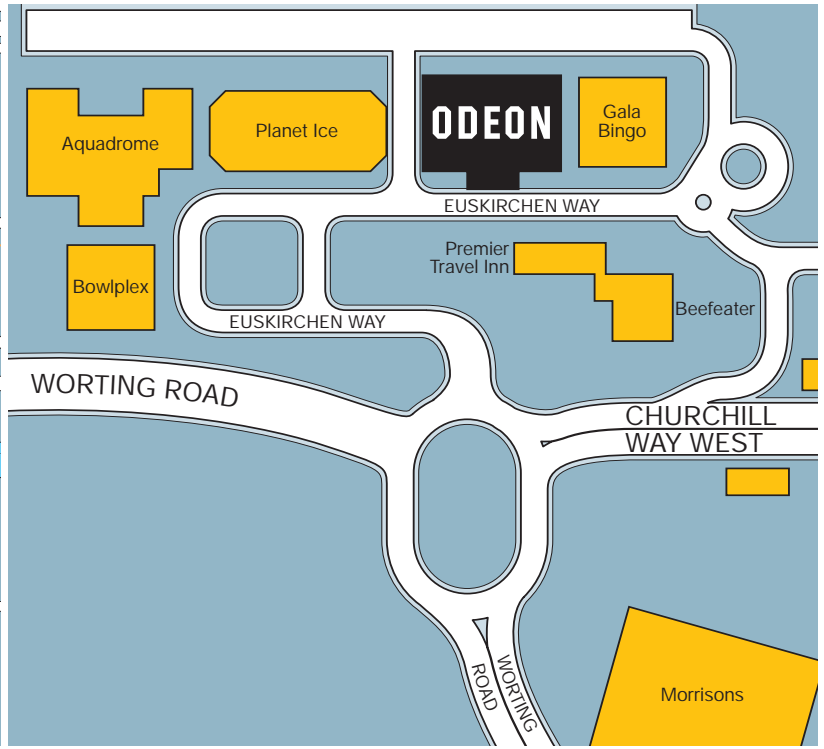 Aquadrome
Planet Ice
ODEON
Gala
Bingo
EUSKIRCHEN WAY
Premier
Travel Inn
Bowlplex
Beefeater
EUSKIRCHEN WAY
WORTING ROAD
CHURCHILL
WAY WEST
WORTING
ROAD
Morrisons